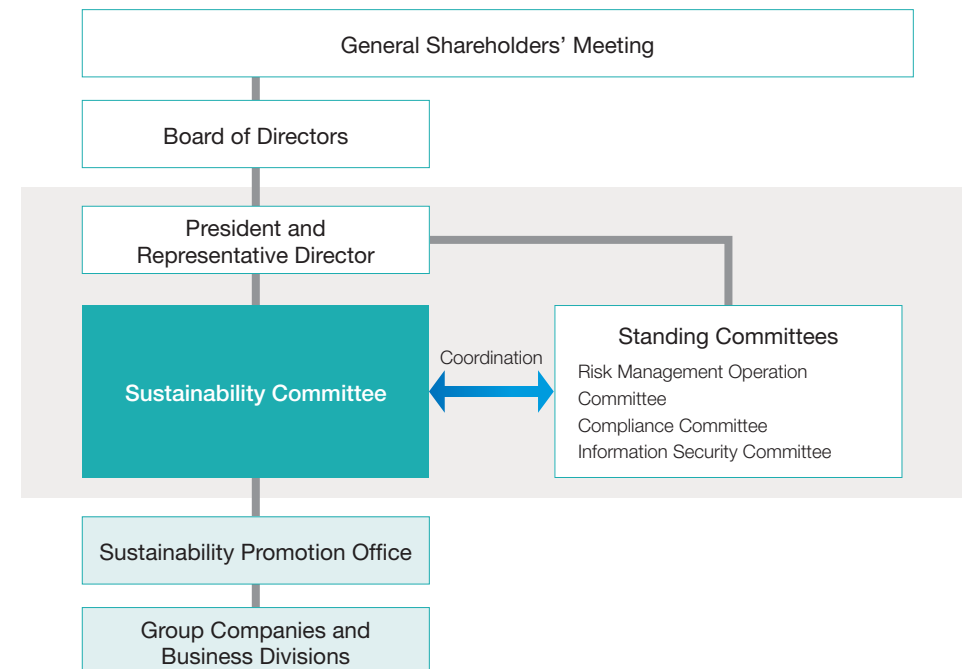 General Shareholders’ Meeting
Board of Directors
President and
Representative Director
Sustainability Committee
Coordination
Standing Committees
Risk Management Operation
Committee
Compliance Committee
Information Security Committee
Sustainability Promotion Office
Group Companies and
Business Divisions